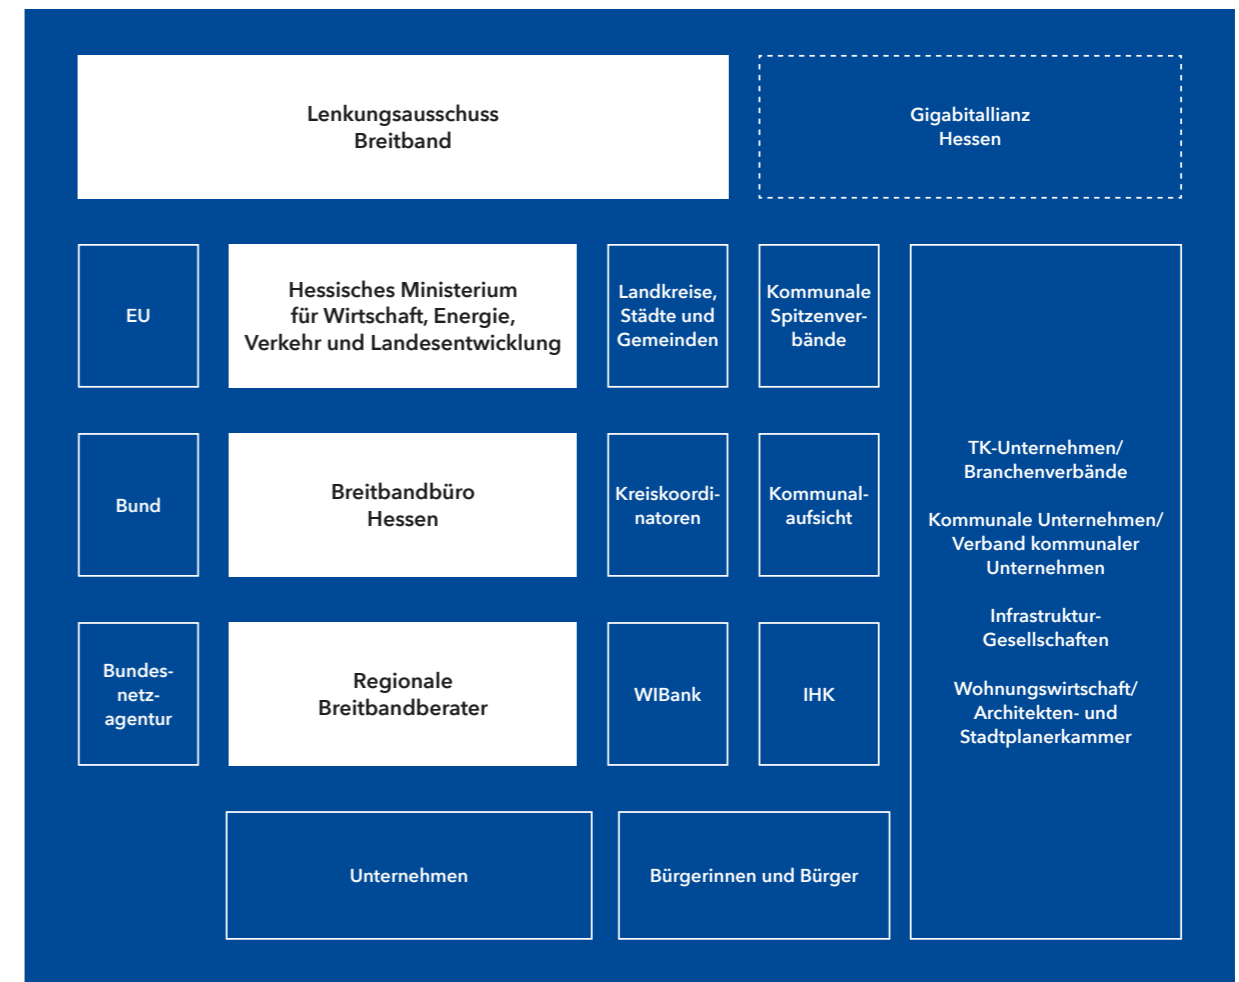 Lenkungsausschuss
Breitband
Gigabitallianz
Hessen
EU
Hessisches Ministerium
für Wirtschaft, Energie,
Verkehr und Landesentwicklung
Landkreise,
Städte und
Gemeinden
Kommunale
Spitzenver-
bände
Bund
Breitbandbüro
Hessen
Kreiskoordi-
natoren
Kommunal-
aufsicht
TK-Unternehmen/
Branchenverbände
Kommunale Unternehmen/
Verband kommunaler
Unternehmen
Infrastruktur-
Gesellschaften
Wohnungswirtschaft/
Architekten- und
Stadtplanerkammer
Bundes-
netz-
agentur
Regionale
Breitbandberater
WIBank
IHK
Unternehmen
Bürgerinnen und Bürger